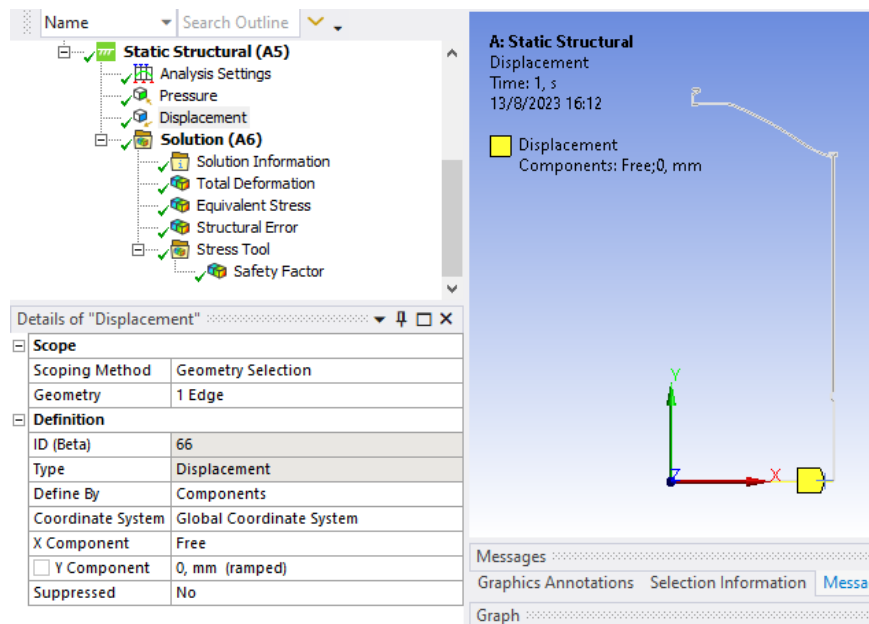 Name
Search Outline
Static Structural (A5)
Analysis Settings
Pressure
Displacement
Solution (A6)
Solution Information
Total Deformation
Equivalent Stress
Structural Error
Stress Tool
Safety Factor
Details of "Displacement"
Scope
Scoping Method Geometry Selection
Geometry 1 Edge
Definition
ID (Beta) 66
Type Displacement
Define By Components
Coordinate System Global Coordinate System
X Component Free
Y Component 0, mm (ramped)
Suppressed No
A: Static Structural
Displacement
Time: 1, s
13/8/2023 16:12
Displacement
Components: Free;0, mm
Y
Z
X
Messages
Graphics Annotations Selection Information Messa
Graph